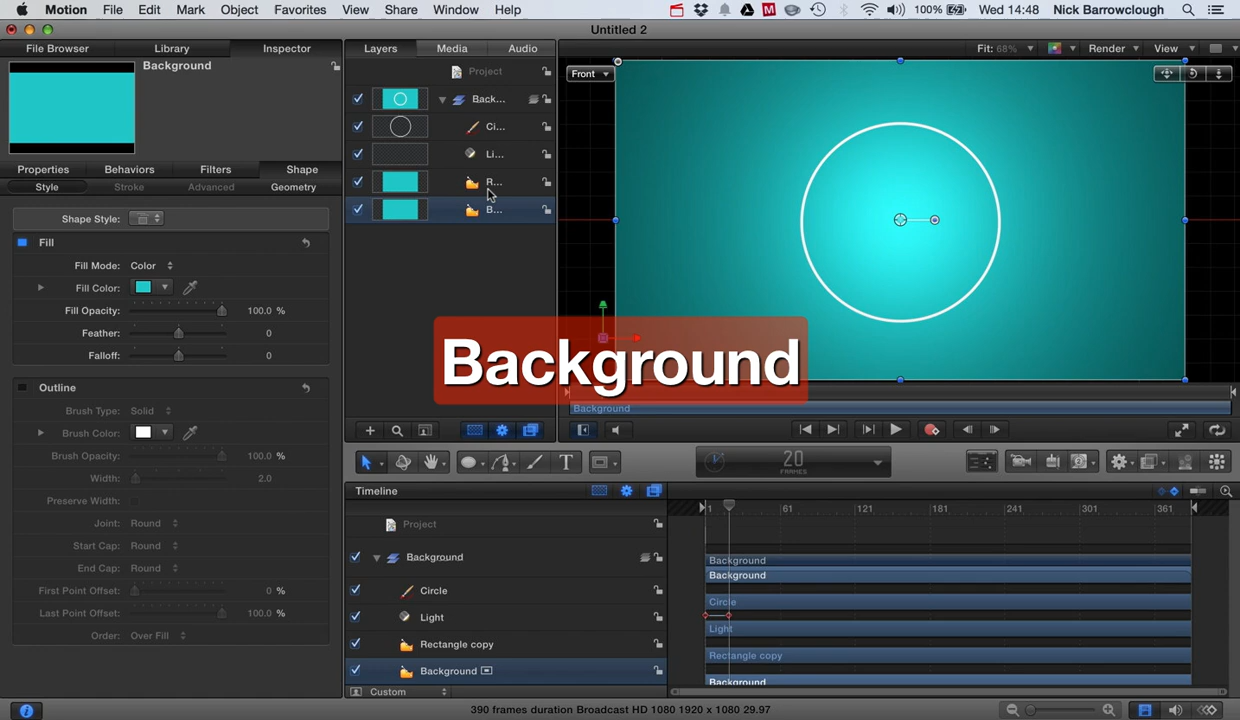 Motion File Edit Mark Object Favorites View Share Window Help 100% Wed 14:48 Nick Barrowclough
Untitled 2
File Browser Library Inspector Layers Media Audio Fit: 68% Render View
Background
Project
Front
Back...
Ci...
Li...
Properties Behaviors Filters Shape
R...
Style Stroke Advanced Geometry
B...
Shape Style:
Fill
Fill Mode: Color
Fill Color:
Fill Opacity: 100.0 %
Feather: 0
Falloff: 0
Background
Outline
Brush Type: Solid
Background
Brush Color:
Brush Opacity: 100.0 %
T
20
FRAMES
Width: 2.0
Timeline
Preserve Width:
1 61 121 181 241 301 361
Joint: Round
Project
Start Cap: Round
Background
Background
End Cap: Round
Background
First Point Offset: 0 %
Circle
Circle
Last Point Offset: 100.0 %
Light
Light
Order: Over Fill
Rectangle copy
Rectangle copy
Background
Background
Custom
390 frames duration Broadcast HD 1080 1920 x 1080 29.97